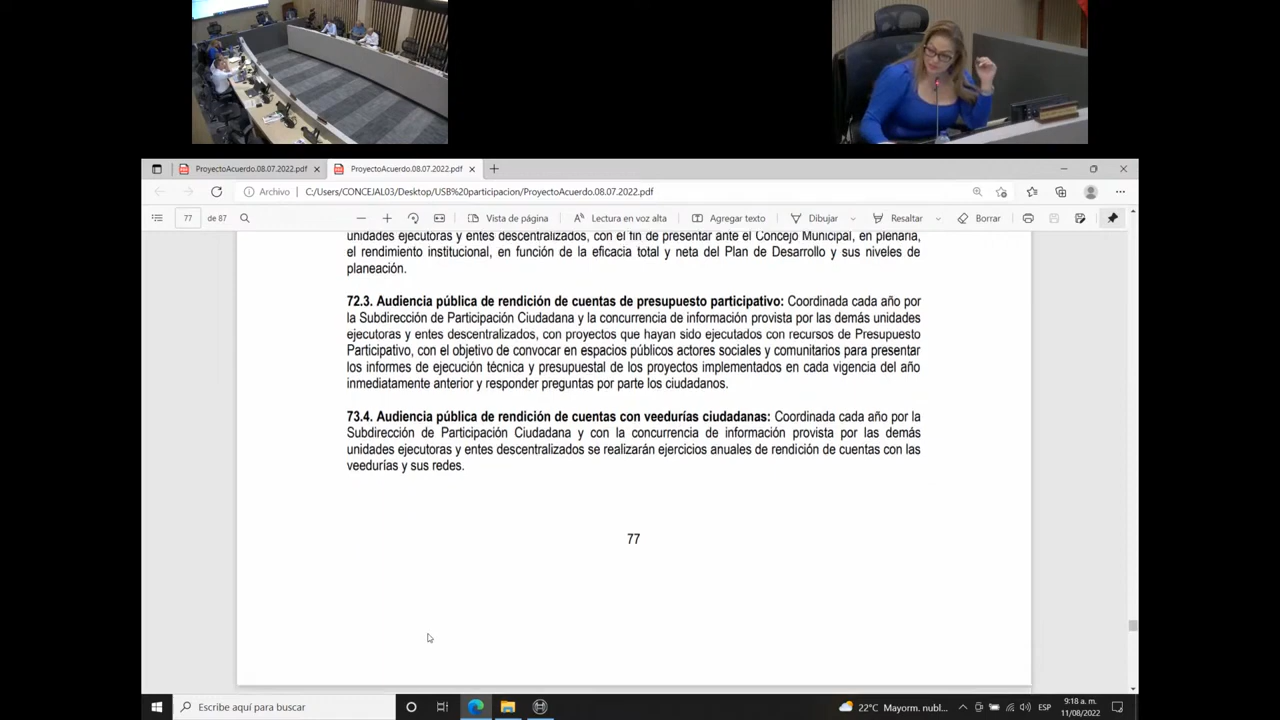 ProyectoAcuerdo.08.07.2022.pdf
ProyectoAcuerdo.08.07.2022.pdf
Archivo
C:/Users/CONCEJAL03/Desktop/USB%20participacion/ProyectoAcuerdo.08.07.2022.pdf
77 de 87
Vista de página
Lectura en voz alta
Agregar texto
Dibujar
Resaltar
Borrar
unidades ejecutoras y entes descentralizados, con el fin de presentar ante el Concejo Municipal, en plenaria,
el rendimiento institucional, en función de la eficacia total y neta del Plan de Desarrollo y sus niveles de
planeación.
72.3. Audiencia pública de rendición de cuentas de presupuesto participativo: Coordinada cada año por
la Subdirección de Participación Ciudadana y la concurrencia de información provista por las demás unidades
ejecutoras y entes descentralizados, con proyectos que hayan sido ejecutados con recursos de Presupuesto
Participativo, con el objetivo de convocar en espacios públicos actores sociales y comunitarios para presentar
los informes de ejecución técnica y presupuestal de los proyectos implementados en cada vigencia del año
inmediatamente anterior y responder preguntas por parte los ciudadanos.
73.4. Audiencia pública de rendición de cuentas con veedurías ciudadanas: Coordinada cada año por la
Subdirección de Participación Ciudadana y con la concurrencia de información provista por las demás
unidades ejecutoras y entes descentralizados se realizarán ejercicios anuales de rendición de cuentas con las
veedurías y sus redes.
77
Escribe aquí para buscar
22°C Mayorm. nubl...
ESP
9:18 a. m.
11/08/2022